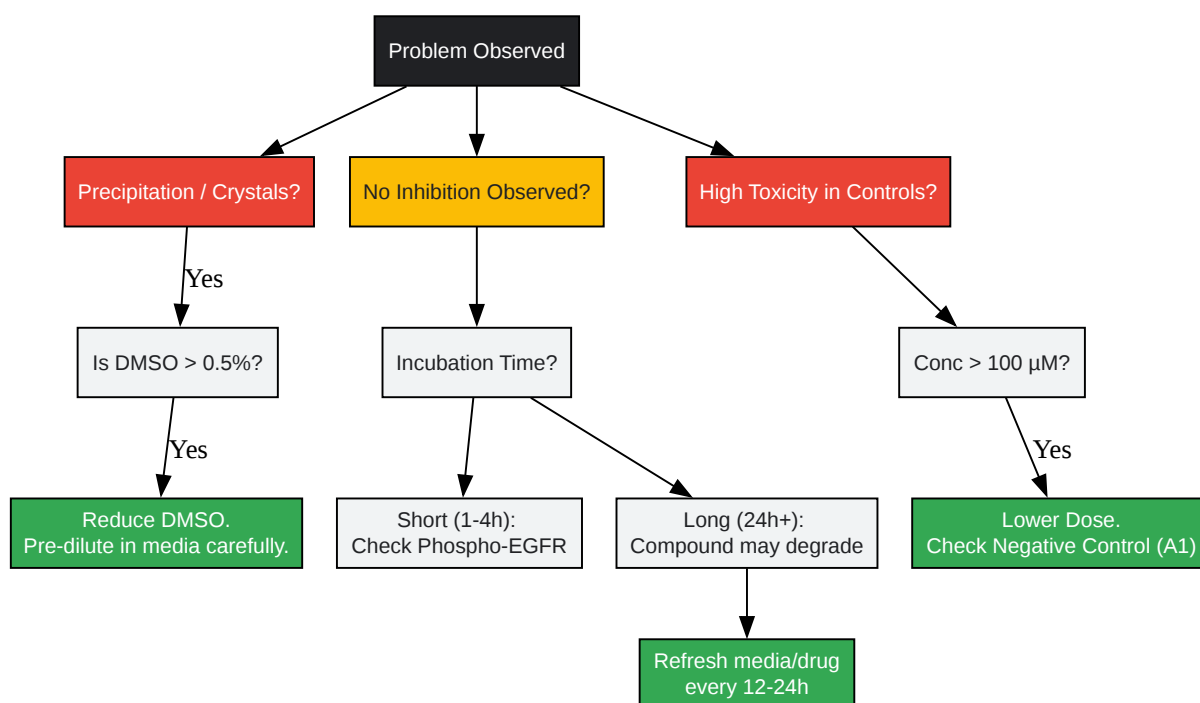 Problem Observed
Precipitation / Crystals?
No Inhibition Observed?
High Toxicity in Controls?
Yes
Is DMSO > 0.5%?
Incubation Time?
Conc > 100 µM?
Yes
Yes
Reduce DMSO.
Pre-dilute in media carefully.
Short (1-4h):
Check Phospho-EGFR
Long (24h+):
Compound may degrade
Lower Dose.
Check Negative Control (A1)
Refresh media/drug
every 12-24h